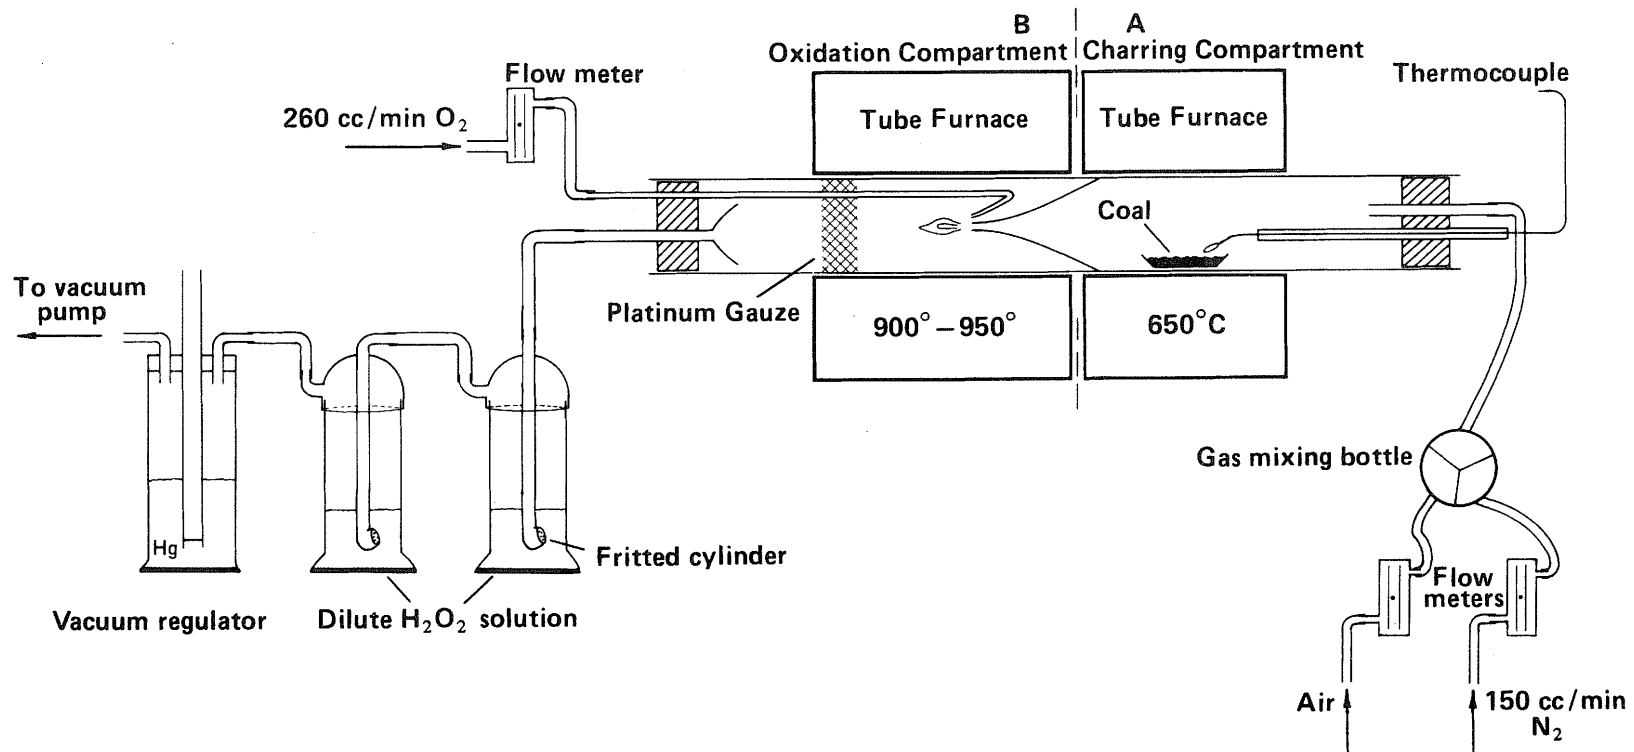 B
A
Oxidation Compartment
Charring Compartment
Flow meter
Thermocouple
260 cc/min O₂
Tube Furnace
Tube Furnace
Coal
To vacuum
pump
Platinum Gauze
900°–950°
650°C
Gas mixing bottle
Hg
Fritted cylinder
Flow
meters
Vacuum regulator
Dilute H₂O₂ solution
Air
150 cc/min
N₂